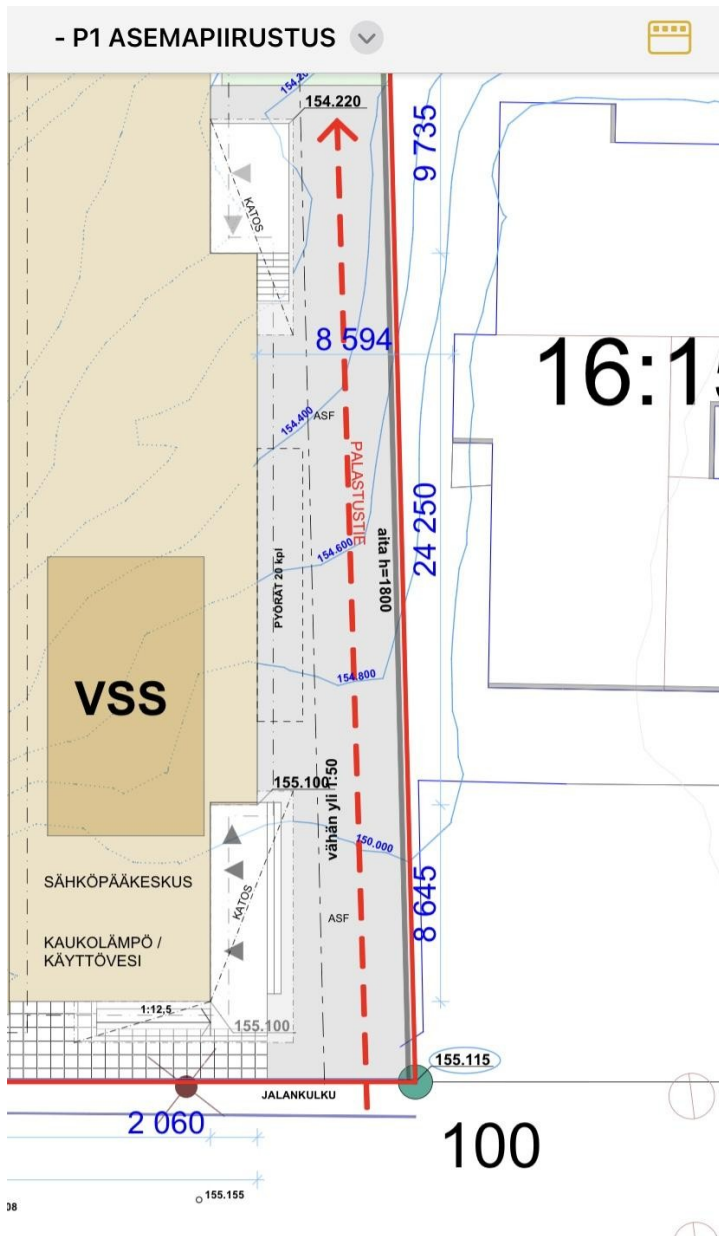 - P1 ASEMAPIIRUSTUS
154.220
9 735
KATOS
8 594
16:15
154.400
ASF
PALASTUSTIE
24 250
154.600
aita h=1800
PYÖRÄT 20 kpl
VSS
154.800
155.100
vähän yli 1:50
150.000
SÄHKÖPÄÄKESKUS
KATOS
8 645
ASF
KAUKOLÄMPÖ /
KÄYTTÖVESI
1:12,5
155.100
155.115
JALANKULKU
2 060
100
155.155